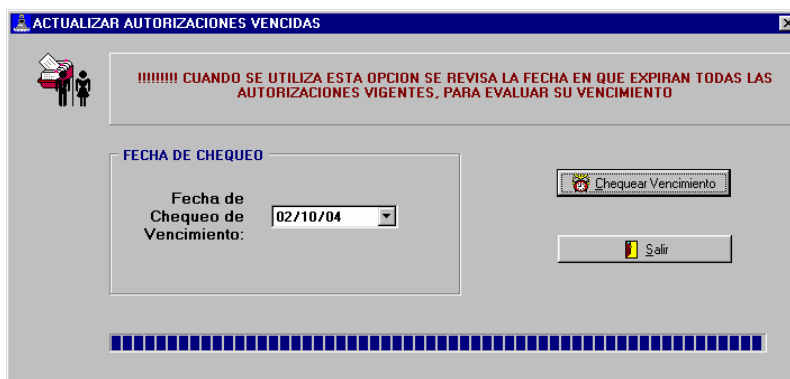 ACTUALIZAR AUTORIZACIONES VENCIDAS
!!!!!!!!! CUANDO SE UTILIZA ESTA OPCION SE REVISA LA FECHA EN QUE EXPIRAN TODAS LAS
AUTORIZACIONES VIGENTES, PARA EVALUAR SU VENCIMIENTO
FECHA DE CHEQUEO
Fecha de
Chequeo de
Vencimiento:
02/10/04
Chequear Vencimiento
Salir